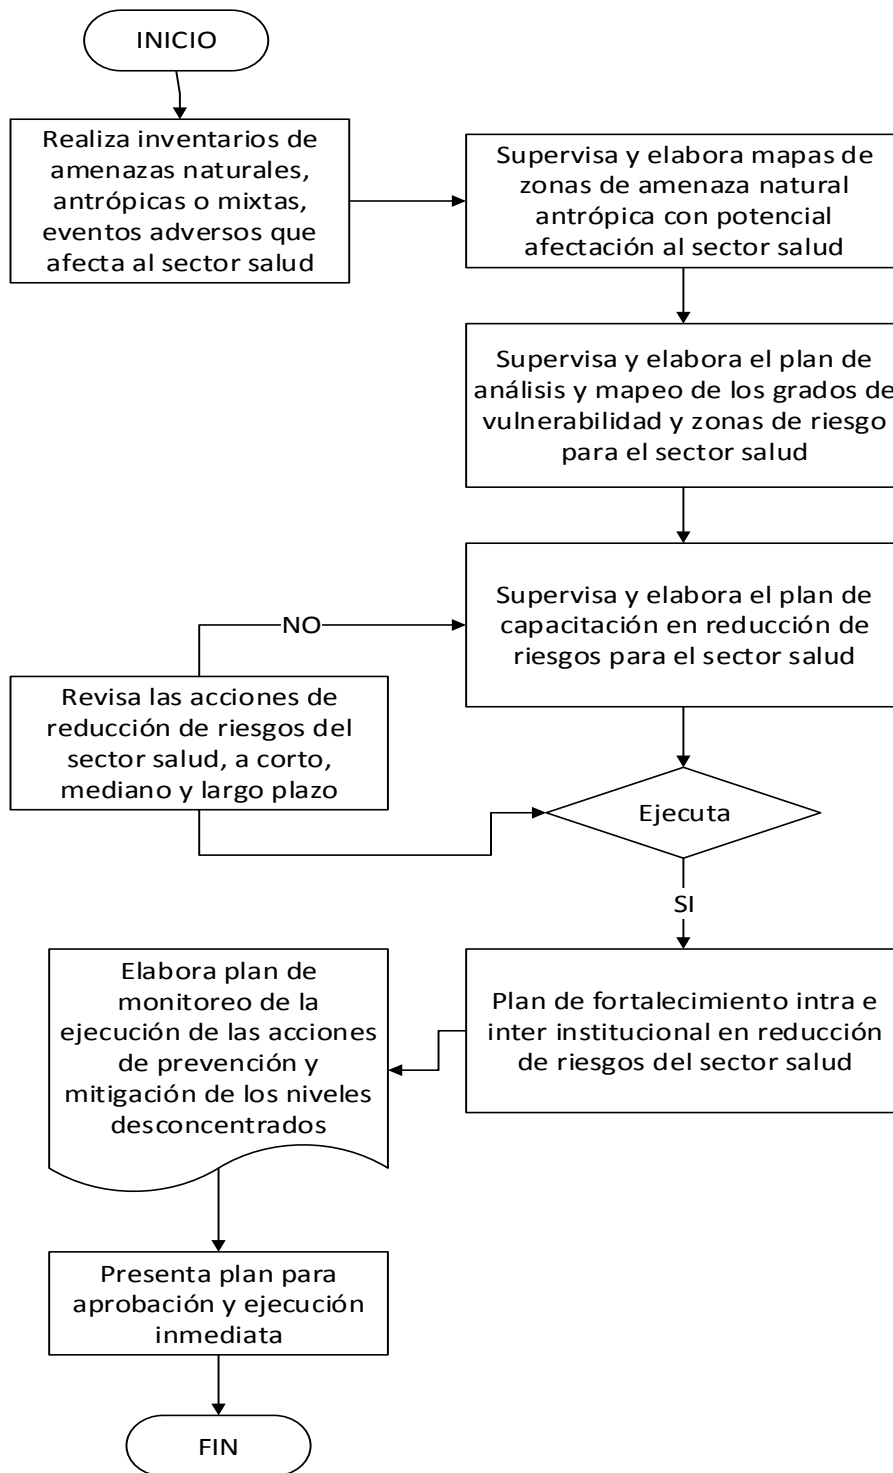 INICIO
Realiza inventarios de
amenazas naturales,
antrópicas o mixtas,
eventos adversos que
afecta al sector salud
Supervisa y elabora mapas de
zonas de amenaza natural
antrópica con potencial
afectación al sector salud
Supervisa y elabora el plan de
análisis y mapeo de los grados de
vulnerabilidad y zonas de riesgo
para el sector salud
Supervisa y elabora el plan de
capacitación en reducción de
riesgos para el sector salud
NO
Revisa las acciones de
reducción de riesgos del
sector salud, a corto,
mediano y largo plazo
Ejecuta
SI
Plan de fortalecimiento intra e
inter institucional en reducción
de riesgos del sector salud
Elabora plan de
monitoreo de la
ejecución de las acciones
de prevención y
mitigación de los niveles
desconcentrados
Presenta plan para
aprobación y ejecución
inmediata
FIN